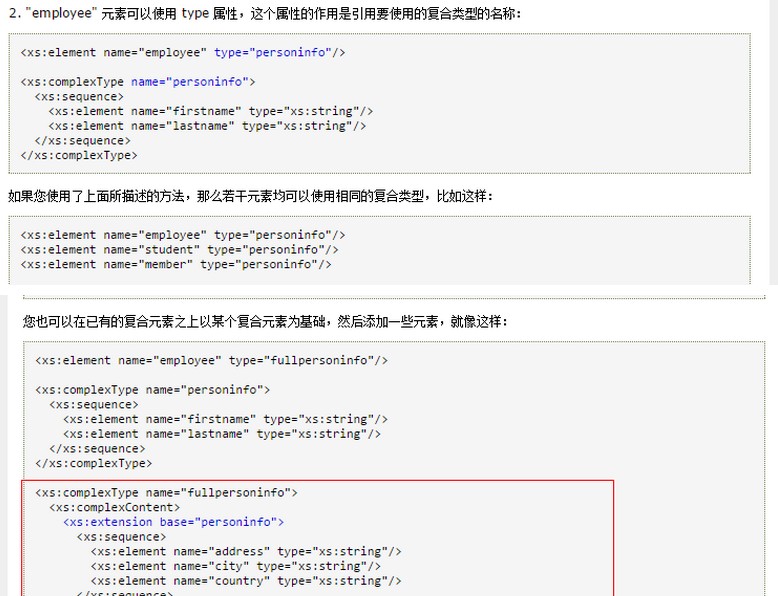 2. "employee" 元素可以使用 type 属性，这个属性的作用是引用要使用的复合类型的名称：
<xs:element name="employee" type="personinfo"/>
<xs:complexType name="personinfo">
  <xs:sequence>
    <xs:element name="firstname" type="xs:string"/>
    <xs:element name="lastname" type="xs:string"/>
  </xs:sequence>
</xs:complexType>
如果您使用了上面所描述的方法，那么若干元素均可以使用相同的复合类型，比如这样：
<xs:element name="employee" type="personinfo"/>
<xs:element name="student" type="personinfo"/>
<xs:element name="member" type="personinfo"/>
您也可以在已有的复合元素之上以某个复合元素为基础，然后添加一些元素，就像这样：
<xs:element name="employee" type="fullpersoninfo"/>
<xs:complexType name="personinfo">
  <xs:sequence>
    <xs:element name="firstname" type="xs:string"/>
    <xs:element name="lastname" type="xs:string"/>
  </xs:sequence>
</xs:complexType>
<xs:complexType name="fullpersoninfo">
  <xs:complexContent>
    <xs:extension base="personinfo">
      <xs:sequence>
        <xs:element name="address" type="xs:string"/>
        <xs:element name="city" type="xs:string"/>
        <xs:element name="country" type="xs:string"/>
      </xs:sequence>